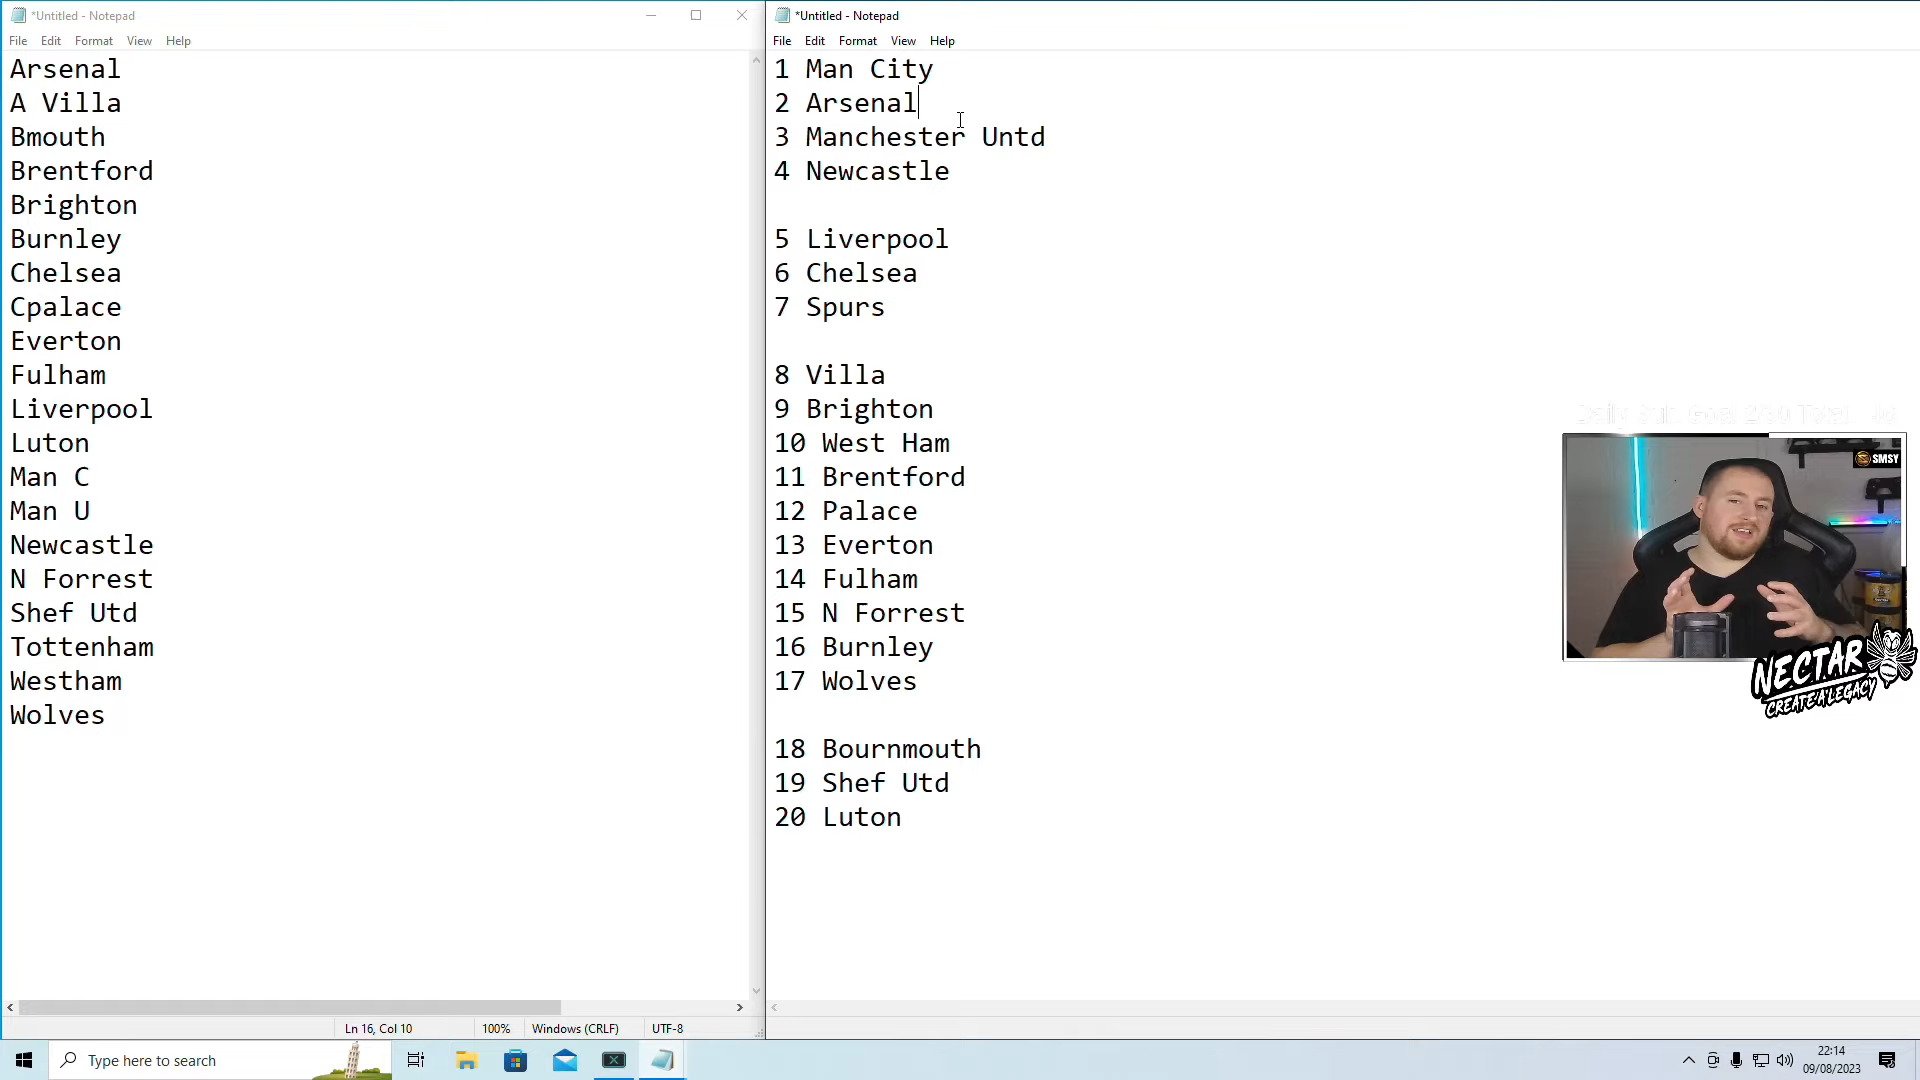 *Untitled - Notepad
File Edit Format View Help
Arsenal
A Villa
Bmouth
Brentford
Brighton
Burnley
Chelsea
Cpalace
Everton
Fulham
Liverpool
Luton
Man C
Man U
Newcastle
N Forrest
Shef Utd
Tottenham
Westham
Wolves
Ln 16, Col 10
100%
Windows (CRLF)
UTF-8
*Untitled - Notepad
File Edit Format View Help
1 Man City
2 Arsenal
3 Manchester Untd
4 Newcastle
5 Liverpool
6 Chelsea
7 Spurs
8 Villa
9 Brighton
10 West Ham
11 Brentford
12 Palace
13 Everton
14 Fulham
15 N Forrest
16 Burnley
17 Wolves
18 Bournmouth
19 Shef Utd
20 Luton
SMSY
NECTAR
CREATE A LEGACY
Type here to search
22:14
09/08/2023